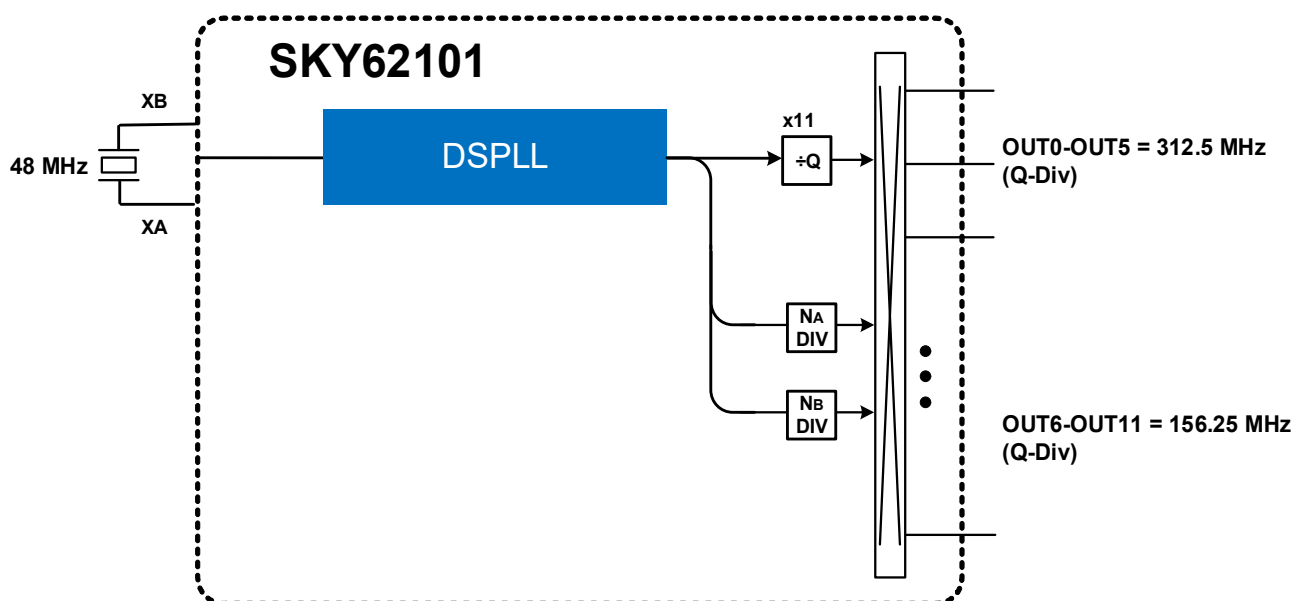 SKY62101
XB
48 MHz
XA
DSPLL
x11
÷Q
NA
DIV
NB
DIV
OUT0-OUT5 = 312.5 MHz
(Q-Div)
OUT6-OUT11 = 156.25 MHz
(Q-Div)